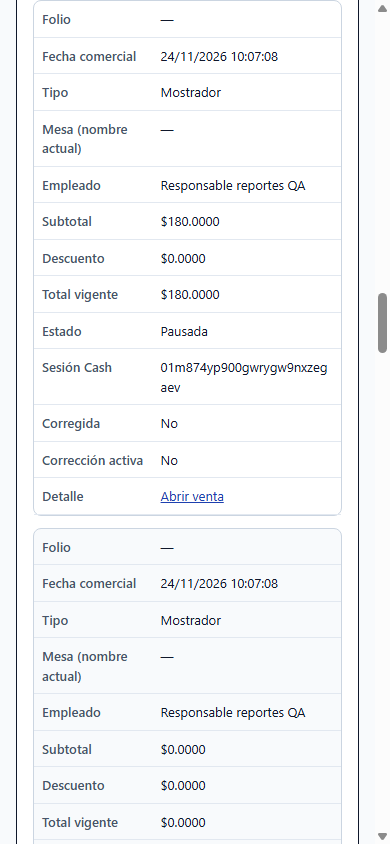 Folio —
Fecha comercial 24/11/2026 10:07:08
Tipo Mostrador
Mesa (nombre actual) —
Empleado Responsable reportes QA
Subtotal $180.0000
Descuento $0.0000
Total vigente $180.0000
Estado Pausada
Sesión Cash 01m874yp900gwrygw9nxzeg
aev
Corregida No
Corrección activa No
Detalle Abrir venta
Folio —
Fecha comercial 24/11/2026 10:07:08
Tipo Mostrador
Mesa (nombre actual) —
Empleado Responsable reportes QA
Subtotal $0.0000
Descuento $0.0000
Total vigente $0.0000